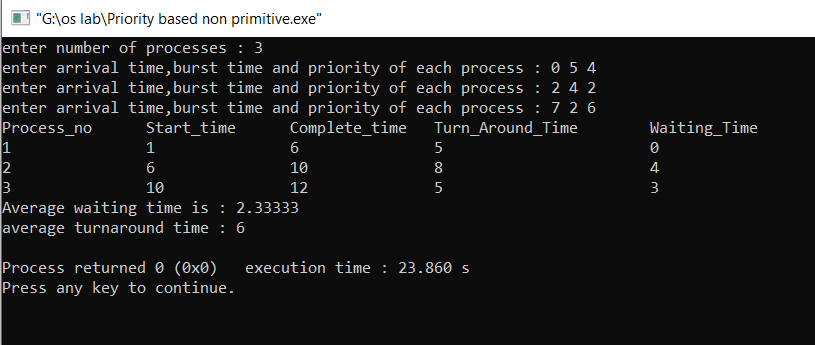 "G:\os lab\Priority based non primitive.exe"
enter number of processes : 3
enter arrival time,burst time and priority of each process : 0 5 4
enter arrival time,burst time and priority of each process : 2 4 2
enter arrival time,burst time and priority of each process : 7 2 6
Process_no Start_time Complete_time Turn_Around_Time Waiting_Time
1 1 6 5 0
2 6 10 8 4
3 10 12 5 3
Average waiting time is : 2.33333
average turnaround time : 6
Process returned 0 (0x0) execution time : 23.860 s
Press any key to continue.